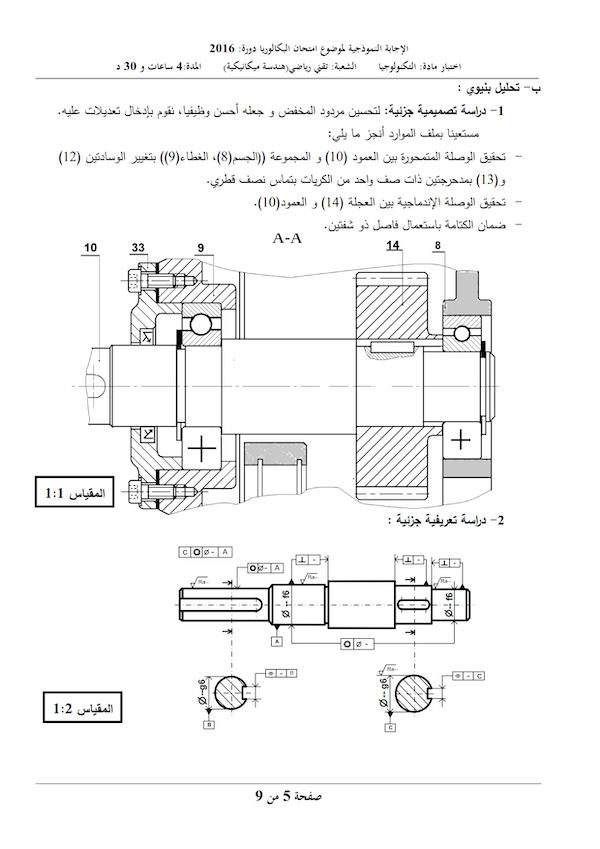 الإجابة النموذجية لموضوع امتحان البكالوريا دورة: 2016
اختبار مادة: التكنولوجيا الشعبة: تقني رياضي(هندسة ميكانيكية) المدة:4 ساعات و 30 د
ب- تحليل بنيوي :
1- دراسة تصميمية جزئية: لتحسين مردود المخفض و جعله أحسن وظيفيا، نقوم بإدخال تعديلات عليه.
مستعينا بملف الموارد أنجز ما يلي:
- تحقيق الوصلة المتمحورة بين العمود (10) و المجموعة ((الجسم(8)، الغطاء(9)) بتغيير الوسادتين (12)
و(13) بمدحرجتين ذات صف واحد من الكريات بتماس نصف قطري.
- تحقيق الوصلة الإندماجية بين العجلة (14) و العمود(10).
- ضمان الكتامة باستعمال فاصل ذو شفتين.
A-A
10 33 9 14 8
المقياس 1:1
2- دراسة تعريفية جزئية :
C Ø - A
Ø - A
⊥ - ⊥ - ⊥ -
Ra-- Ra-- Ra--
Ø -- f6 Ø -- f6
A
Ø -
Ra--
- B - C
Ø--g6 Ø -- g6
B C
المقياس 1:2
صفحة 5 من 9